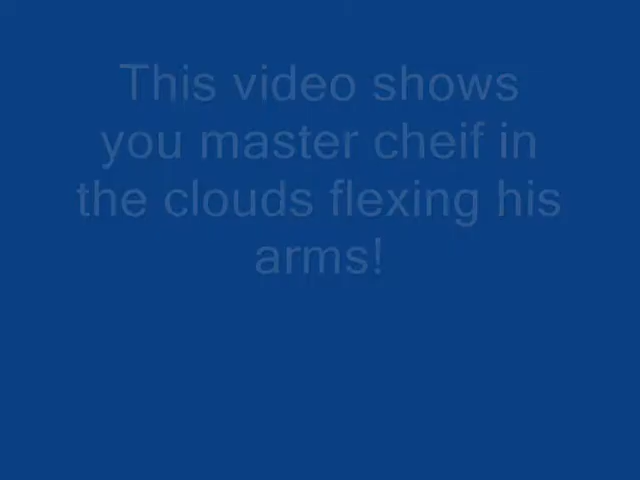 This video shows
you master cheif in
the clouds flexing his
arms!